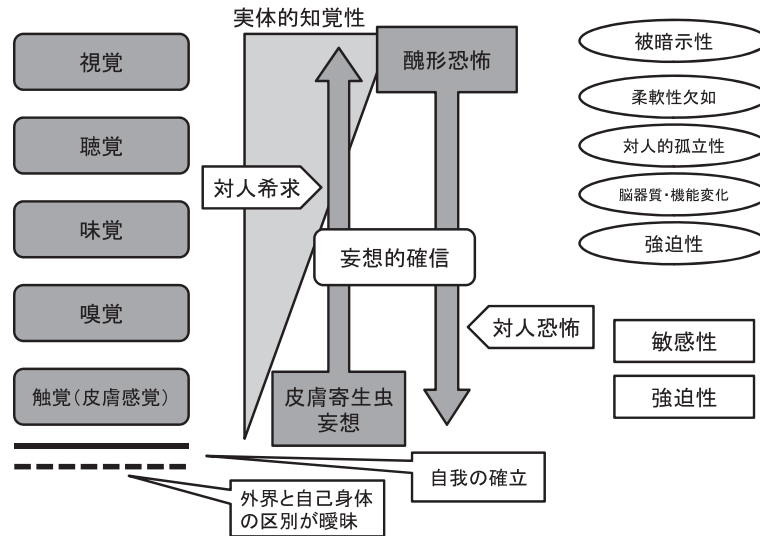 実体的知覚性
視覚
聴覚
味覚
嗅覚
触覚（皮膚感覚）
醜形恐怖
対人希求
妄想的確信
対人恐怖
皮膚寄生虫
妄想
被暗示性
柔軟性欠如
対人的孤立性
脳器質・機能変化
強迫性
敏感性
強迫性
自我の確立
外界と自己身体
の区別が曖昧